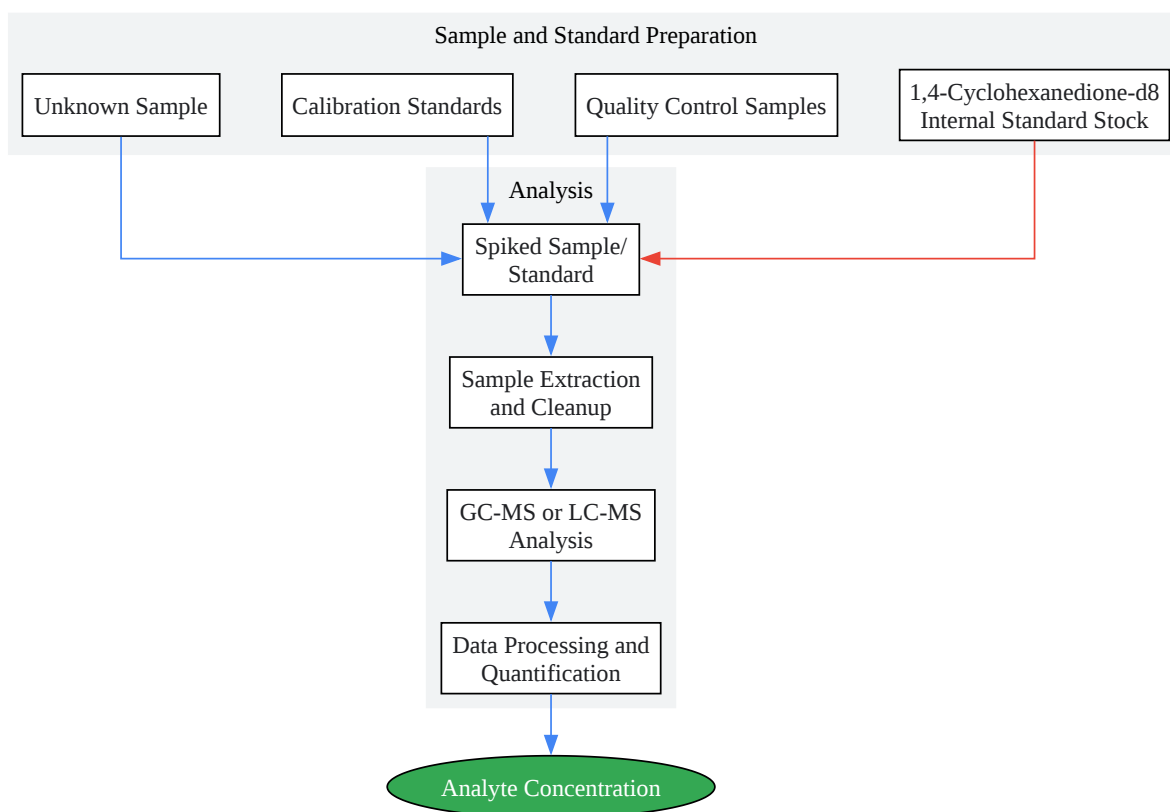 Sample and Standard Preparation
Unknown Sample
Calibration Standards
Quality Control Samples
1,4-Cyclohexanedione-d8
Internal Standard Stock
Analysis
Spiked Sample/
Standard
Sample Extraction
and Cleanup
GC-MS or LC-MS
Analysis
Data Processing and
Quantification
Analyte Concentration